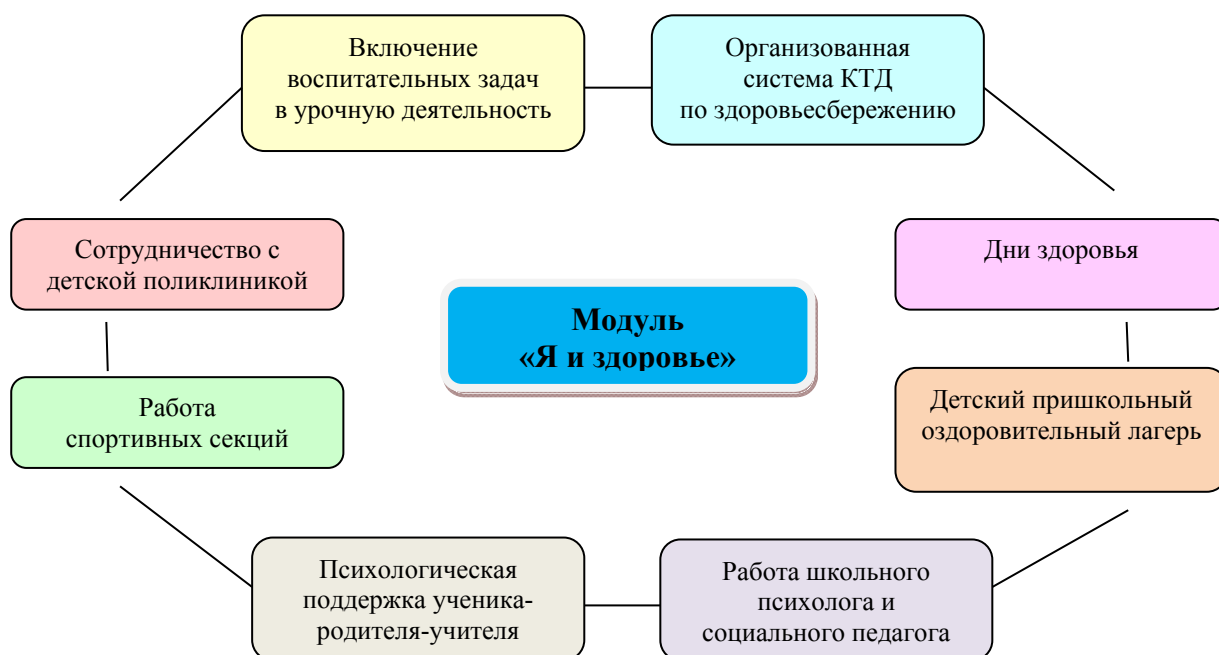 Включение
воспитательных задач
в урочную деятельность
Организованная
система КТД
по здоровьесбережению
Сотрудничество с
детской поликлиникой
Дни здоровья
Модуль
«Я и здоровье»
Работа
спортивных секций
Детский пришкольный
оздоровительный лагерь
Психологическая
поддержка ученика-
родителя-учителя
Работа школьного
психолога и
социального педагога